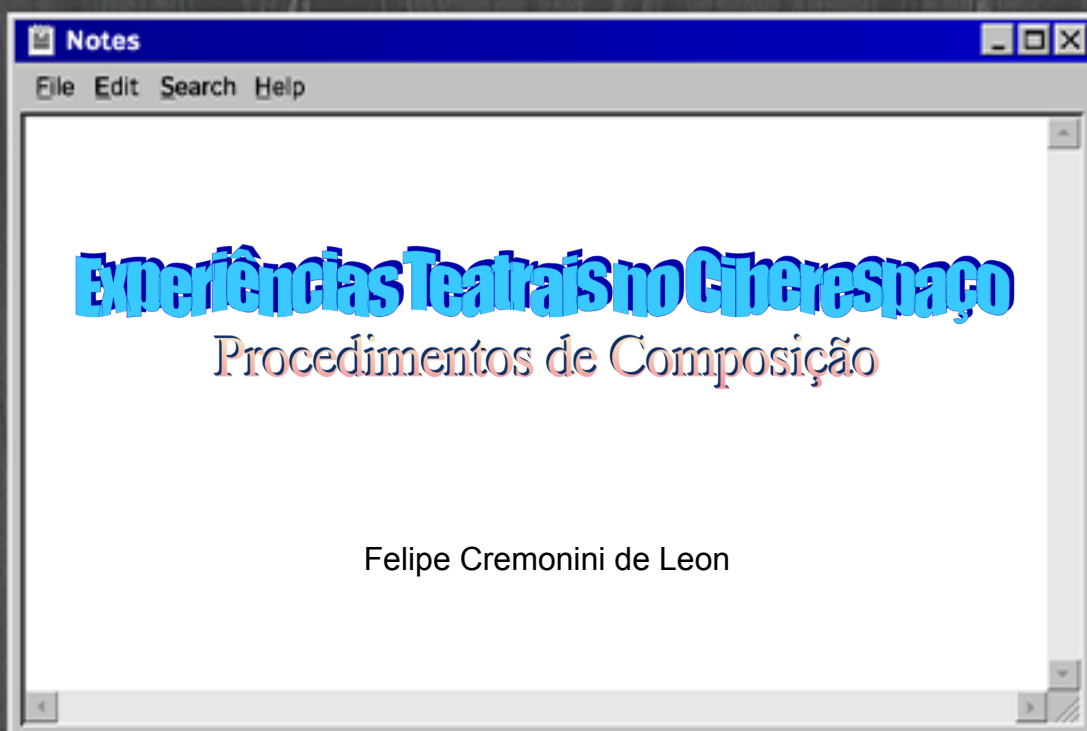 Notes
File Edit Search Help
Experiências Teatrais no Ciberespaço
Procedimentos de Composição
Felipe Cremonini de Leon